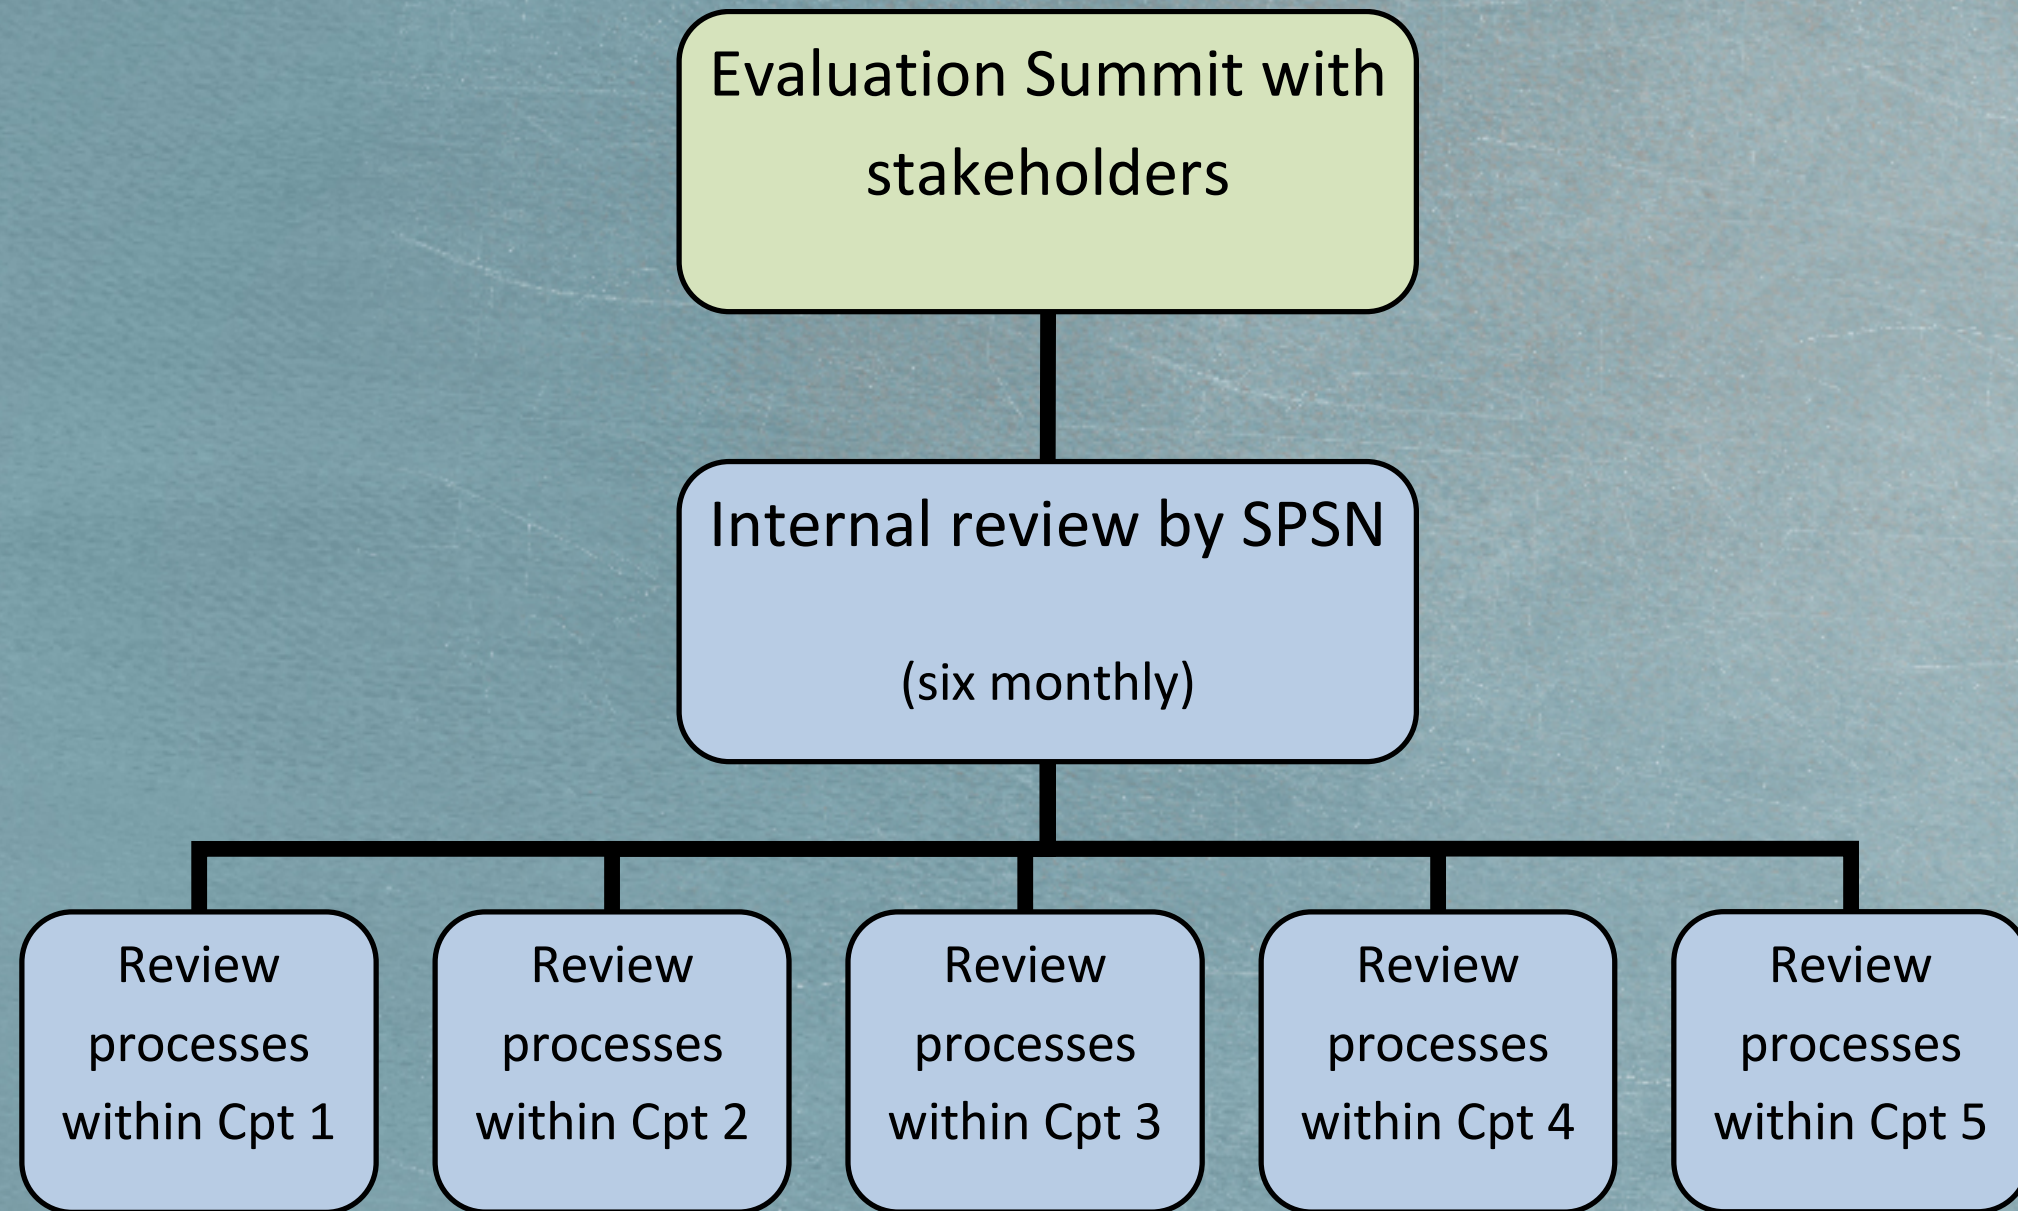 Evaluation Summit with
stakeholders
Internal review by SPSN
(six monthly)
Review
processes
within Cpt 1
Review
processes
within Cpt 2
Review
processes
within Cpt 3
Review
processes
within Cpt 4
Review
processes
within Cpt 5